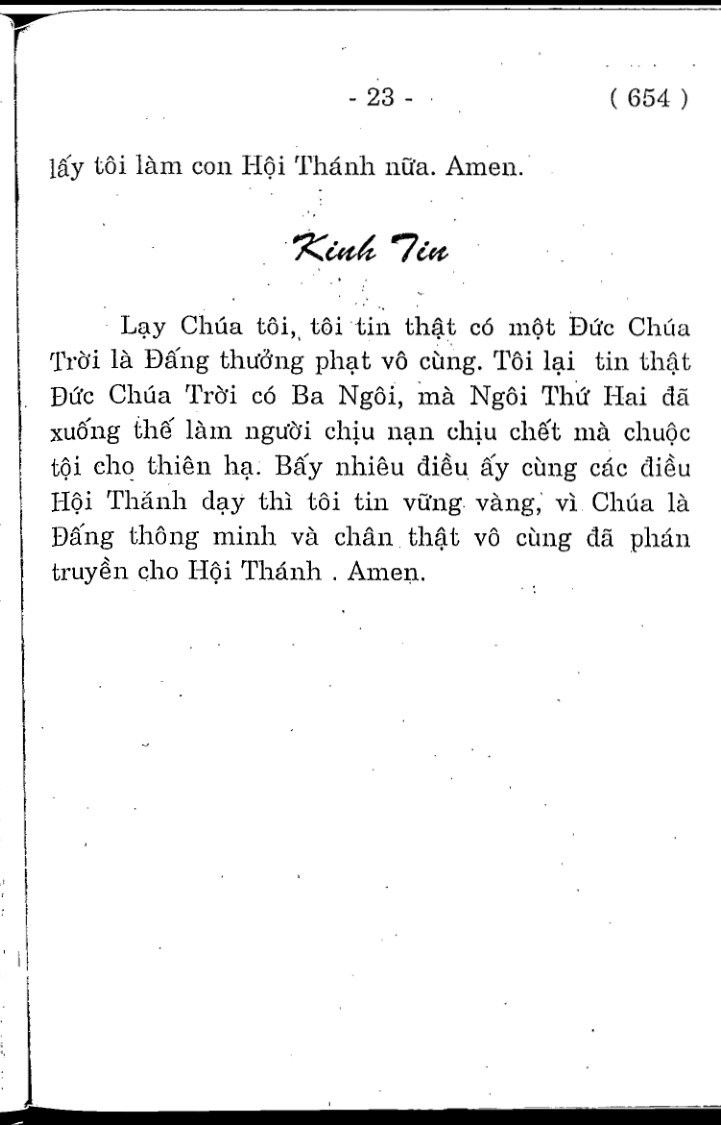 - 23 - ( 654 )
lấy tôi làm con Hội Thánh nữa. Amen.
Kinh Tin
Lạy Chúa tôi, tôi tin thật có một Đức Chúa
Trời là Đấng thưởng phạt vô cùng. Tôi lại tin thật
Đức Chúa Trời có Ba Ngôi, mà Ngôi Thứ Hai đã
xuống thế làm người chịu nạn chịu chết mà chuộc
tội cho thiên hạ. Bấy nhiêu điều ấy cùng các điều
Hội Thánh dạy thì tôi tin vững vàng, vì Chúa là
Đấng thông minh và chân thật vô cùng đã phán
truyền cho Hội Thánh . Amen.